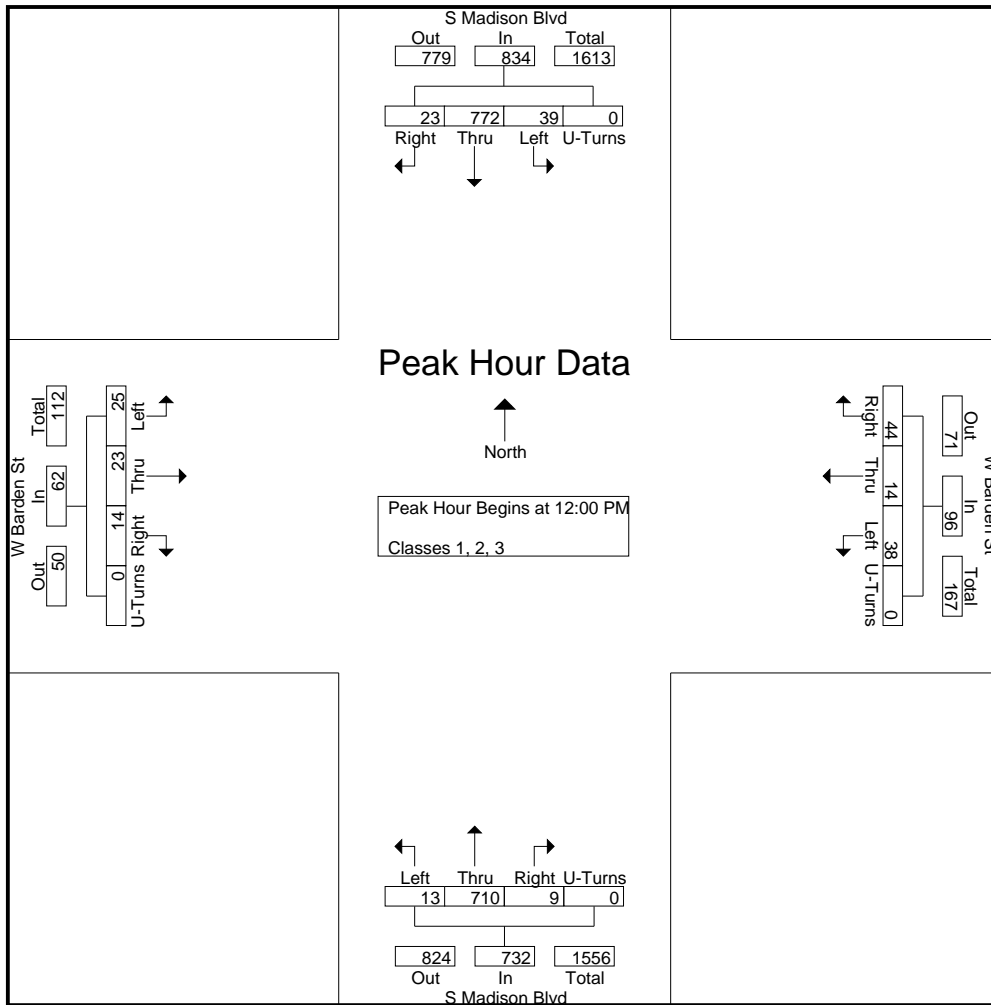 S Madison Blvd
Out In Total
779 834 1613
23 772 39 0
Right Thru Left U-Turns
Peak Hour Data
North
Peak Hour Begins at 12:00 PM
Classes 1, 2, 3
W Barden St
Total In Out
112 62 50
25 23 14 0
Left Thru Right U-Turns
Right Thru Left U-Turns
44 14 38 0
Out In Total
71 96 167
W Barden St
Left Thru Right U-Turns
13 710 9 0
824 732 1556
Out In Total
S Madison Blvd